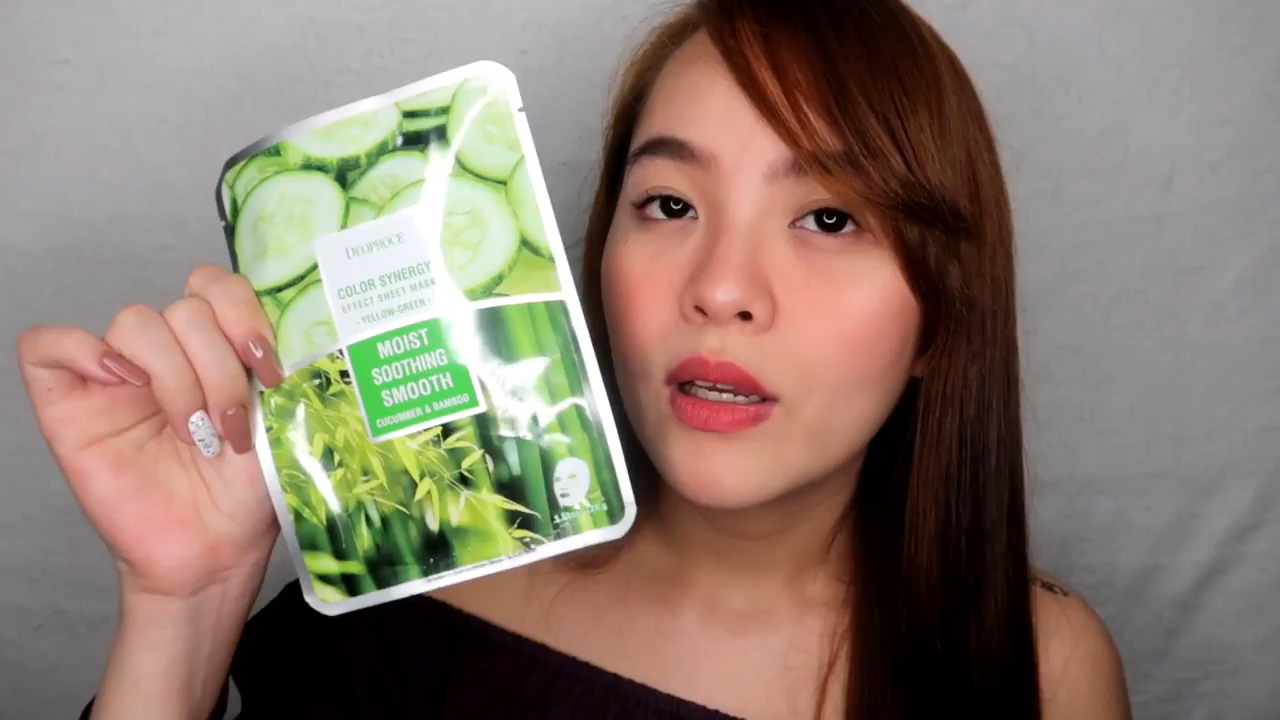 DEOPROCE
COLOR SYNERGY
EFFECT SHEET MASK
- YELLOW-GREEN -
MOIST
SOOTHING
SMOOTH
CUCUMBER & BAMBOO